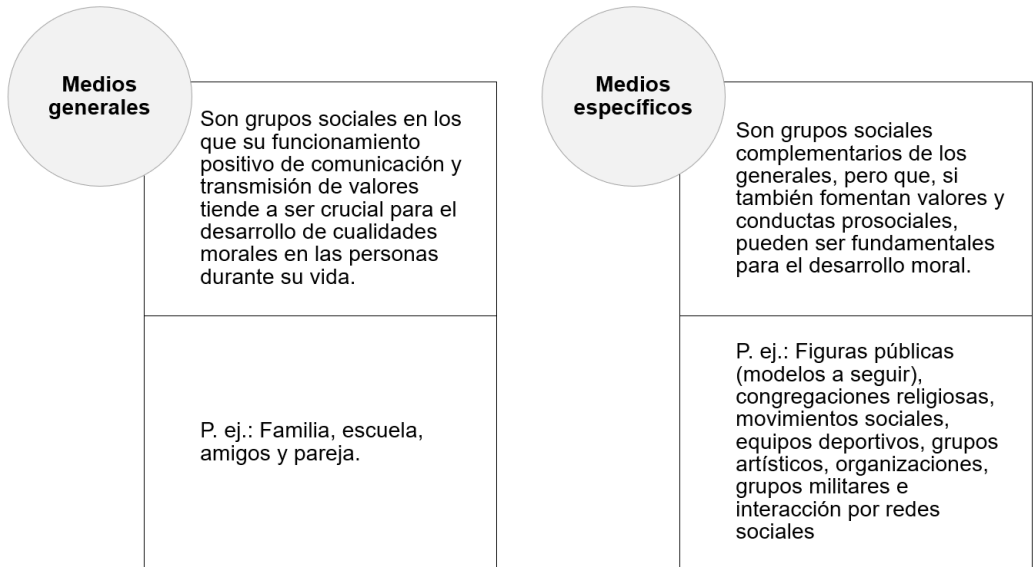 Medios
generales
Son grupos sociales en los
que su funcionamiento
positivo de comunicación y
transmisión de valores
tiende a ser crucial para el
desarrollo de cualidades
morales en las personas
durante su vida.
P. ej.: Familia, escuela,
amigos y pareja.
Medios
específicos
Son grupos sociales
complementarios de los
generales, pero que, si
también fomentan valores y
conductas prosociales,
pueden ser fundamentales
para el desarrollo moral.
P. ej.: Figuras públicas
(modelos a seguir),
congregaciones religiosas,
movimientos sociales,
equipos deportivos, grupos
artísticos, organizaciones,
grupos militares e
interacción por redes
sociales